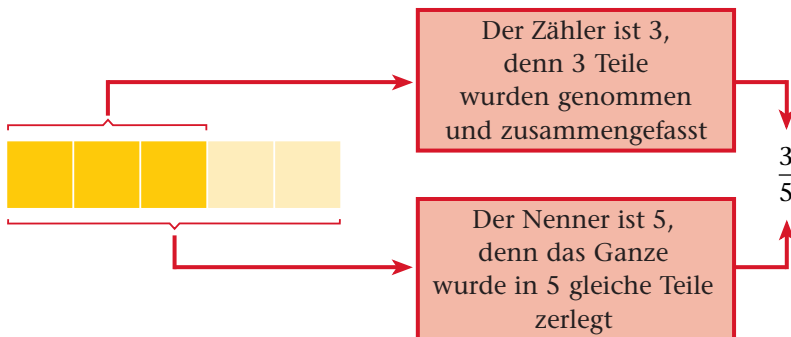 Der Zähler ist 3,
denn 3 Teile
wurden genommen
und zusammengefasst
3
5
Der Nenner ist 5,
denn das Ganze
wurde in 5 gleiche Teile
zerlegt